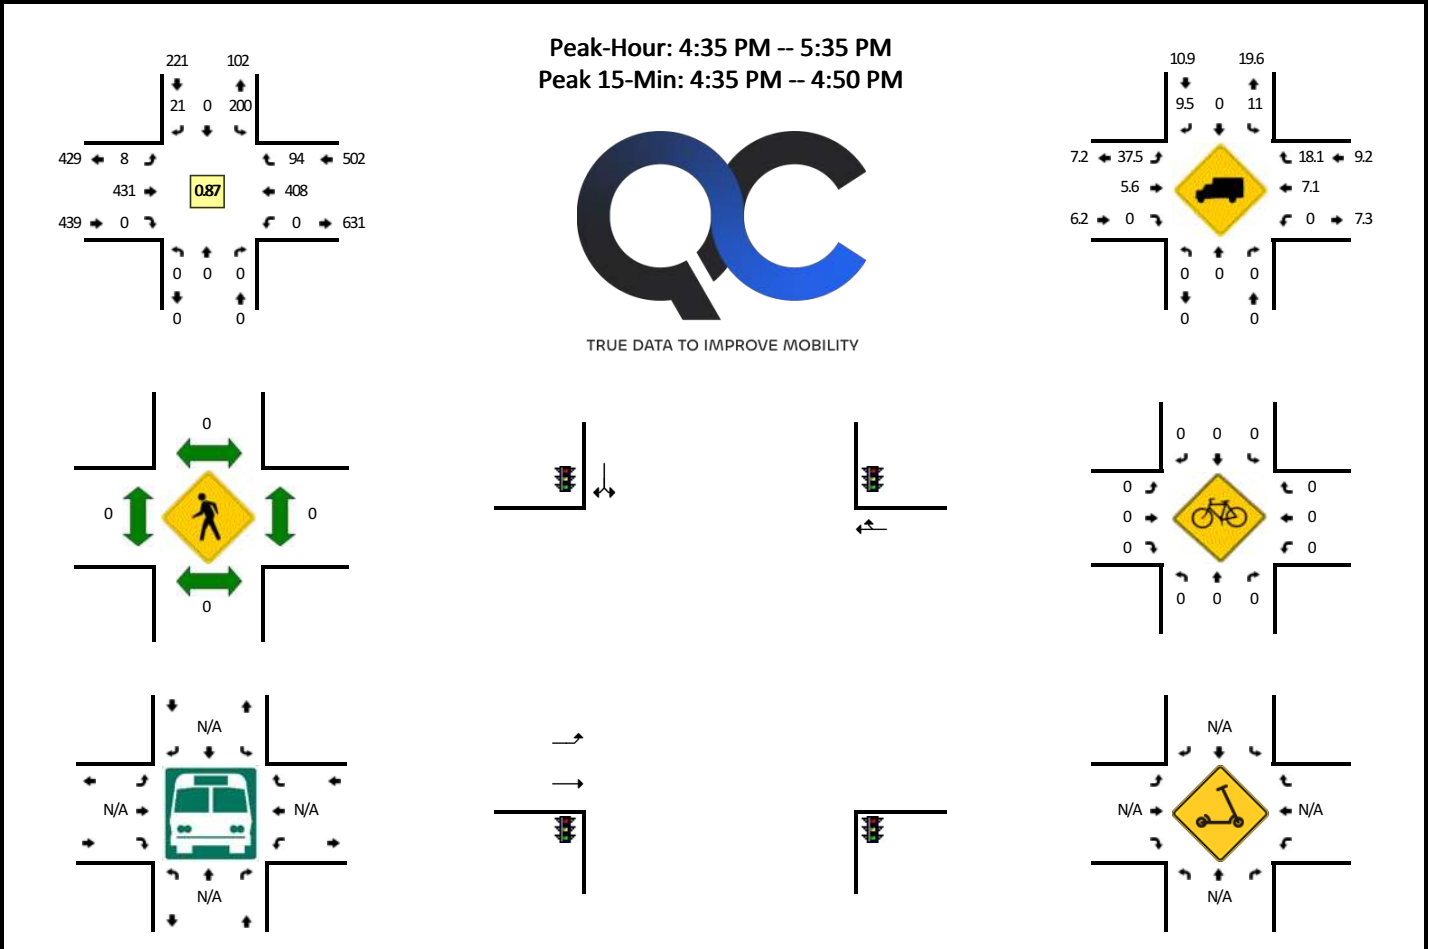 Peak-Hour: 4:35 PM -- 5:35 PM
Peak 15-Min: 4:35 PM -- 4:50 PM
221 102
21 0 200
429 8 94 502
431 0.87 408
439 0 0 631
0 0 0
0 0
QC
TRUE DATA TO IMPROVE MOBILITY
10.9 19.6
9.5 0 11
7.2 37.5 18.1 9.2
5.6 7.1
6.2 0 0 7.3
0 0 0
0 0
0
0 0
0
0 0 0
0 0
0 0
0 0
0 0 0
N/A
N/A N/A
N/A
N/A
N/A N/A
N/A